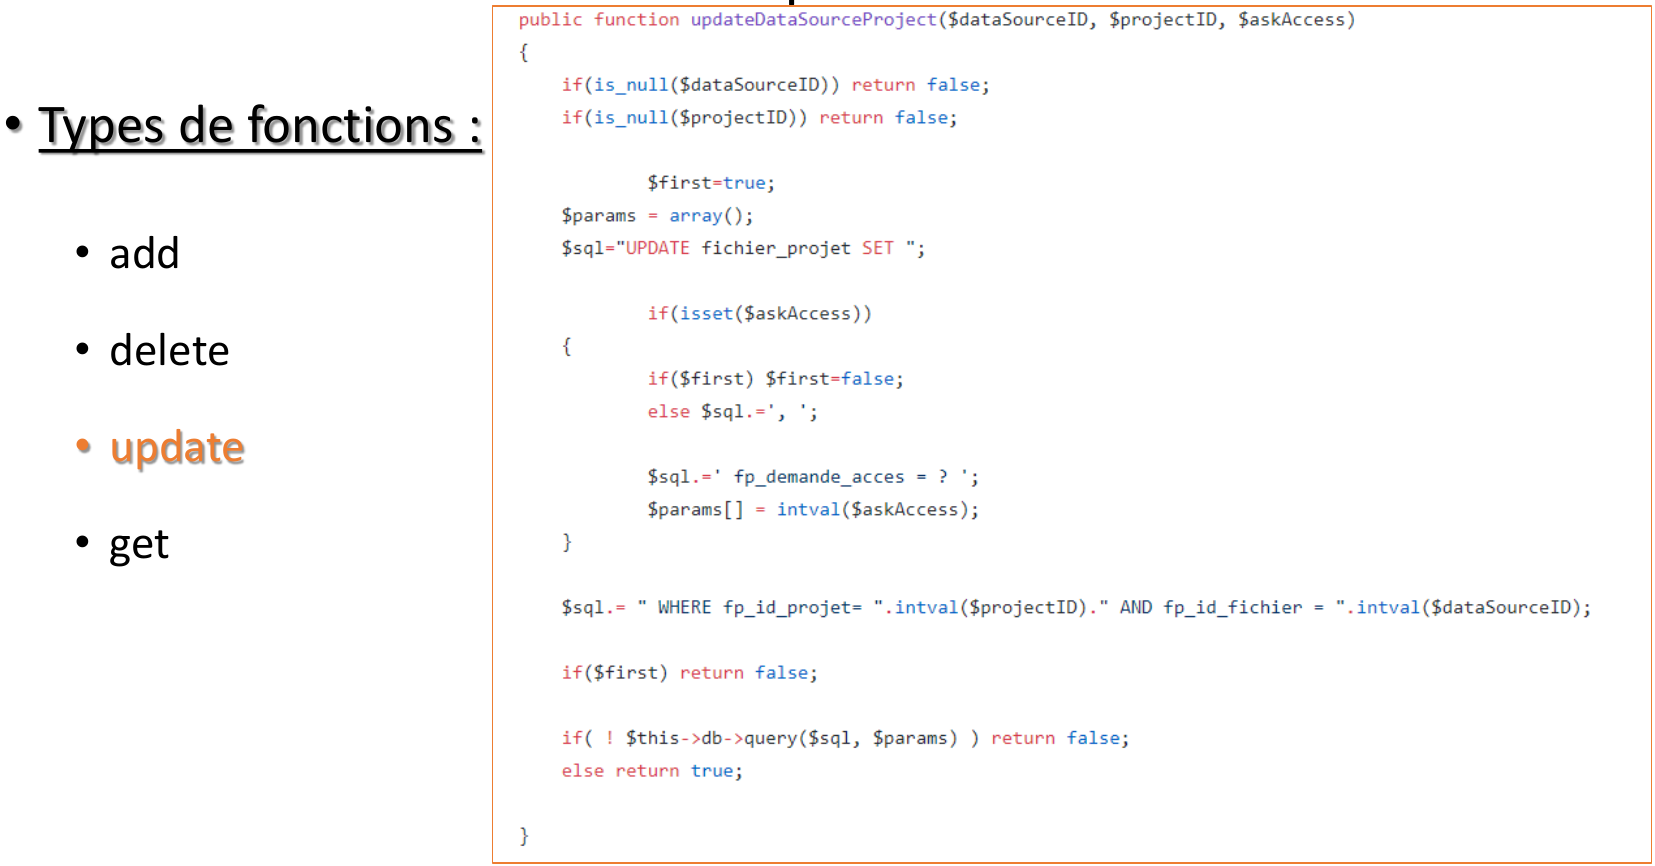 • Types de fonctions :
• add
• delete
• update
• get
public function updateDataSourceProject($dataSourceID, $projectID, $askAccess)
{
if(is_null($dataSourceID)) return false;
if(is_null($projectID)) return false;
$first=true;
$params = array();
$sql="UPDATE fichier_projet SET ";
if(isset($askAccess))
{
if($first) $first=false;
else $sql.=', ';
$sql.=' fp_demande_acces = ? ';
$params[] = intval($askAccess);
}
$sql.= " WHERE fp_id_projet= ".intval($projectID)." AND fp_id_fichier = ".intval($dataSourceID);
if($first) return false;
if( ! $this->db->query($sql, $params) ) return false;
else return true;
}